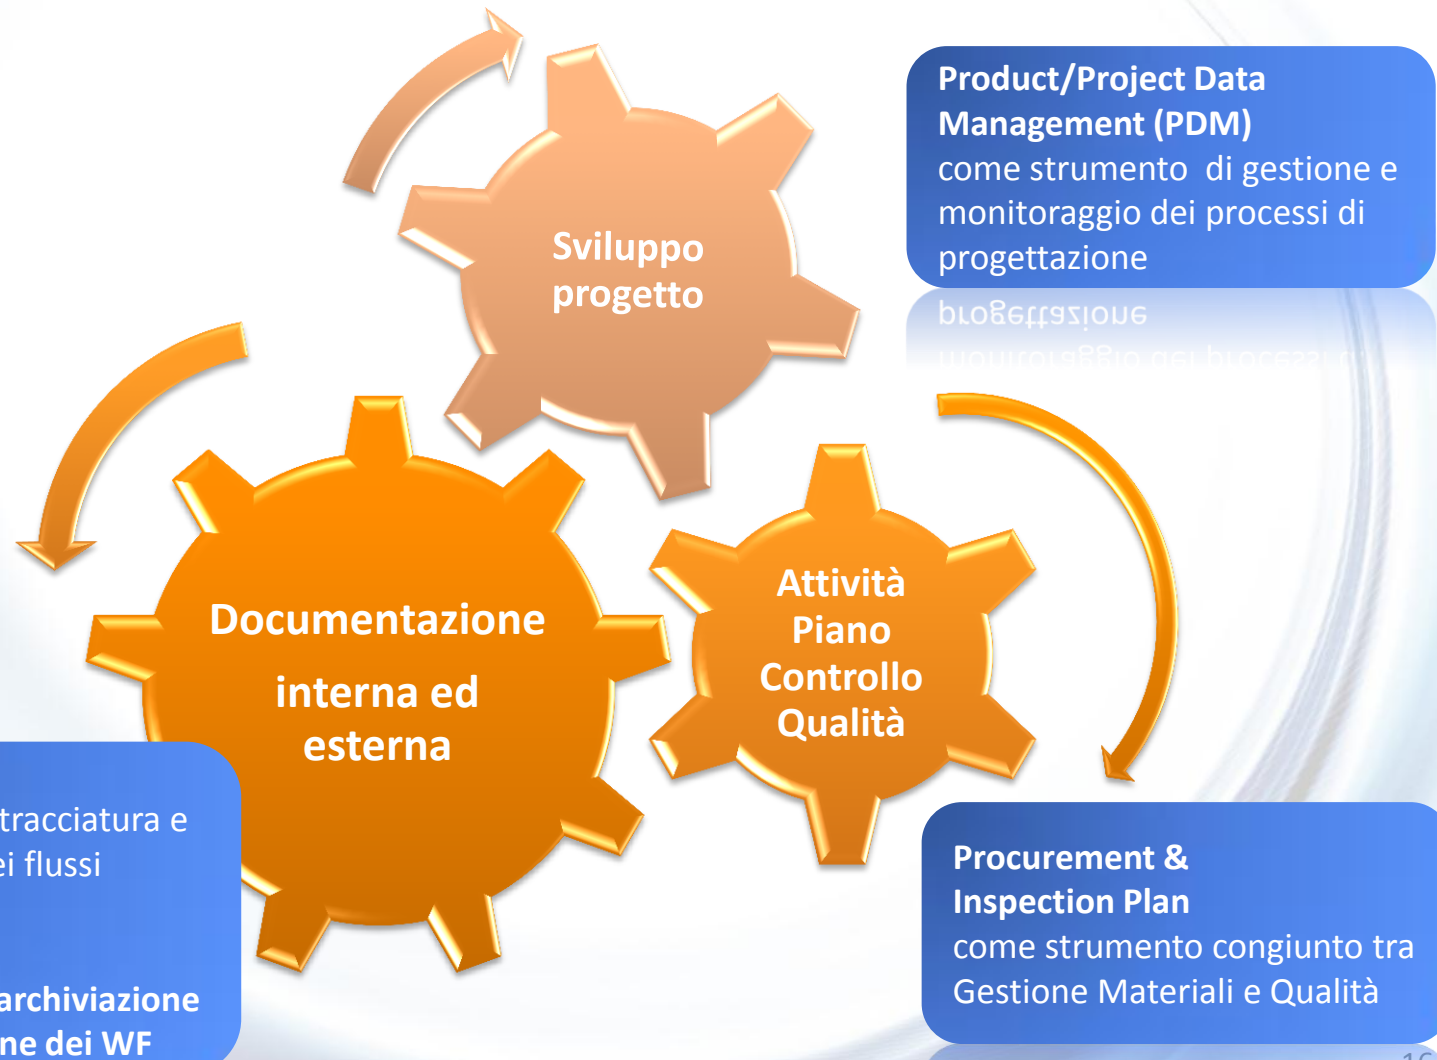 Product/Project Data
Management (PDM)
come strumento di gestione e
monitoraggio dei processi di
progettazione
Sviluppo
progetto
Documentazione
interna ed
esterna
Attività
Piano
Controllo
Qualità
tracciatura e
flussi
archiviazione
dei WF
Procurement &
Inspection Plan
come strumento congiunto tra
Gestione Materiali e Qualità